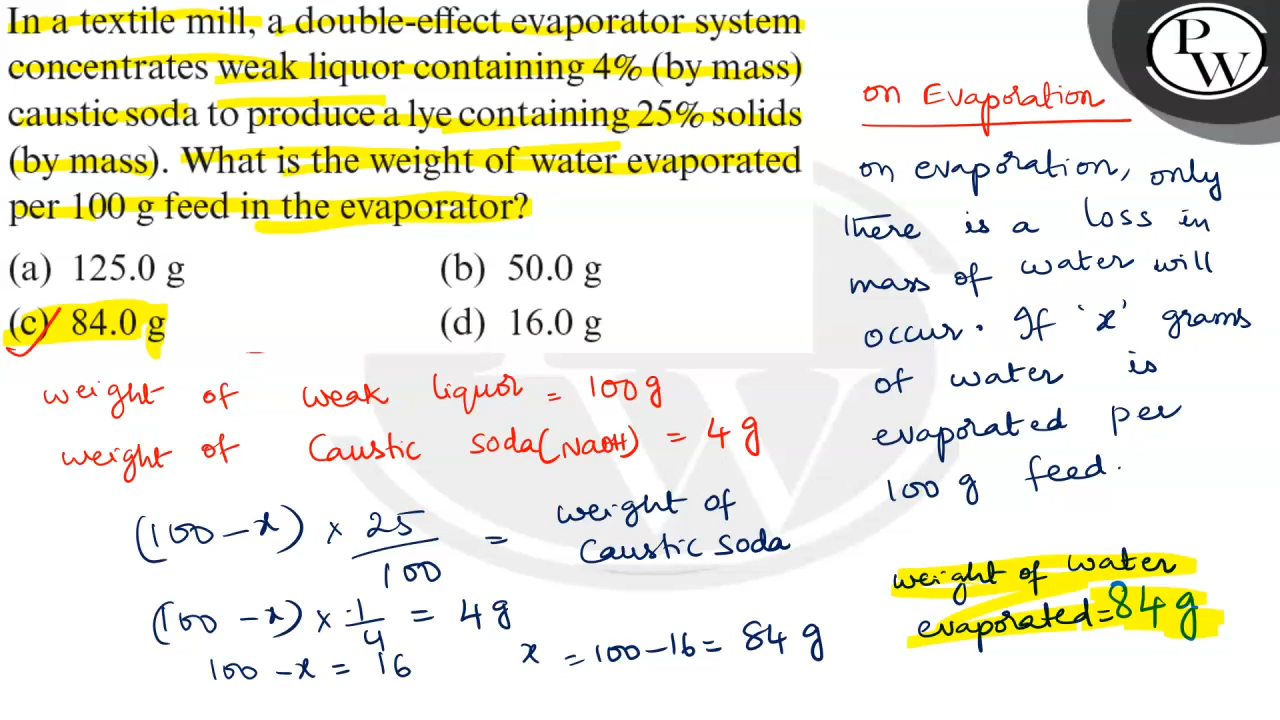 In a textile mill, a double-effect evaporator system
concentrates weak liquor containing 4% (by mass)
caustic soda to produce a lye containing 25% solids
(by mass). What is the weight of water evaporated
per 100 g feed in the evaporator?
(a) 125.0 g
(b) 50.0 g
(c) 84.0 g
(d) 16.0 g
weight of weak liquor = 100 g
weight of Caustic Soda (NaOH) = 4 g
(100 - x) × 25/100 = weight of
Caustic Soda
(100 - x) × 1/4 = 4 g
100 - x = 16
x = 100 - 16 = 84 g
PW
on Evaporation
on evaporation, only
there is a loss in
mass of water will
occur. If 'x' grams
of water is
evaporated per
100 g feed.
weight of water
evaporated = 84 g